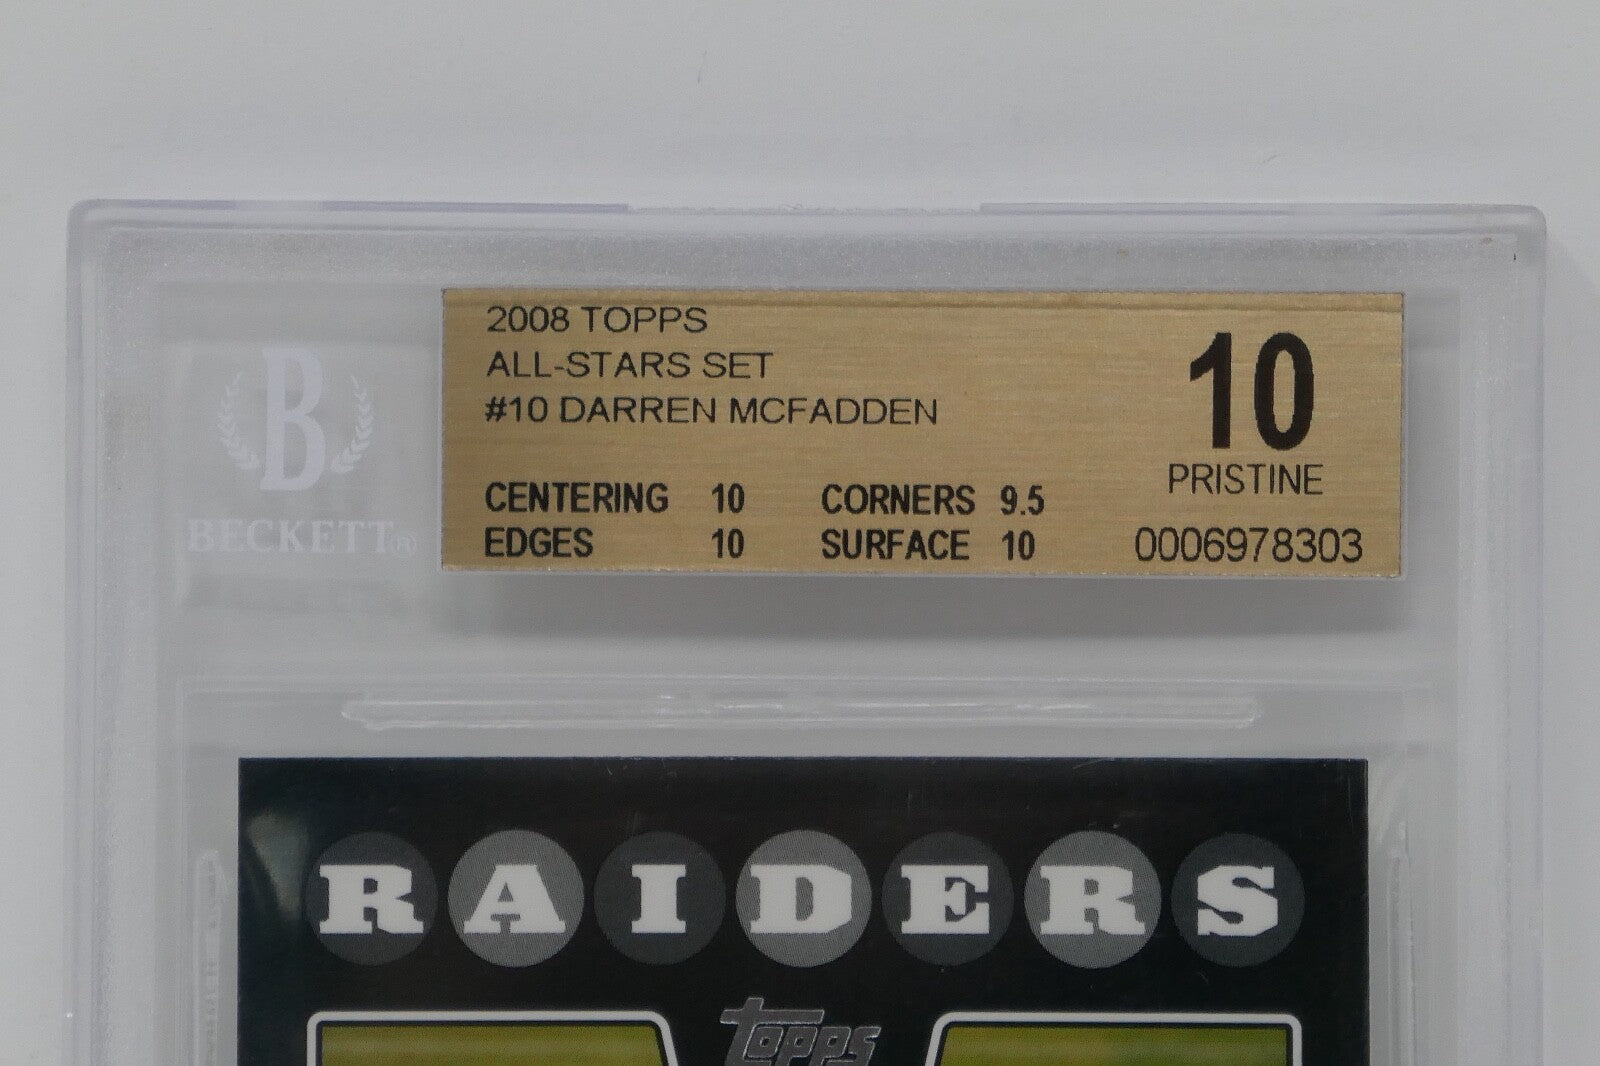 2008 TOPPS
ALL-STARS SET
#10 DARREN MCFADDEN
CENTERING 10 CORNERS 9.5
EDGES 10 SURFACE 10
10
PRISTINE
0006978303
B
BECKETT®
RAIDERS
topps